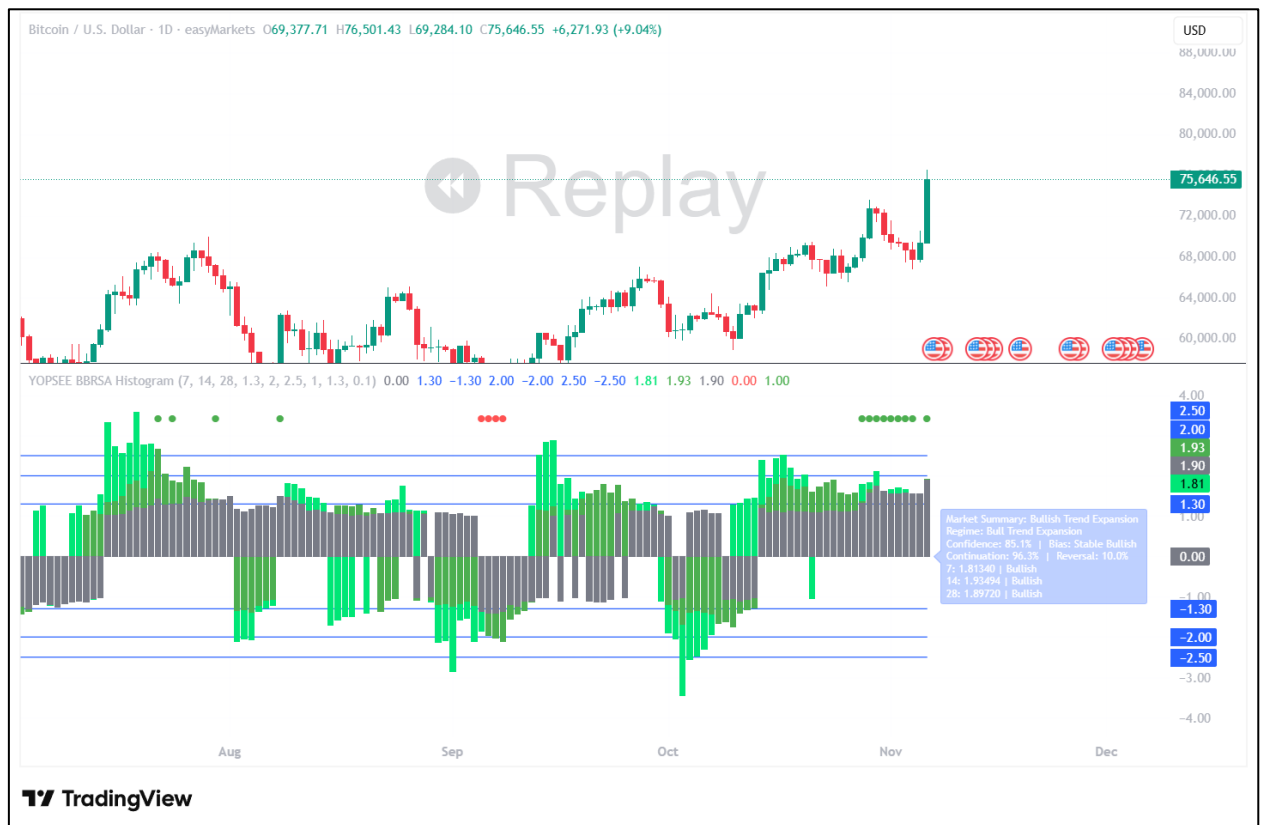 Bitcoin / U.S. Dollar · 1D · easyMarkets O69,377.71 H76,501.43 L69,284.10 C75,646.55 +6,271.93 (+9.04%)
USD
88,000.00
84,000.00
80,000.00
Replay
75,646.55
72,000.00
68,000.00
64,000.00
60,000.00
YOPSEE BBRSA Histogram (7, 14, 28, 1.3, 2, 2.5, 1, 1.3, 0.1) 0.00 1.30 −1.30 2.00 −2.00 2.50 −2.50 1.81 1.93 1.90 0.00 1.00
4.00
2.50
2.00
1.93
1.90
1.81
1.30
1.00
Market Summary: Bullish Trend Expansion
Regime: Bull Trend Expansion
Confidence: 85.1% | Bias: Stable Bullish
Continuation: 96.3% | Reversal: 10.0%
7: 1.81340 | Bullish
14: 1.93494 | Bullish
28: 1.89720 | Bullish
0.00
−1.00
−1.30
−2.00
−2.50
−3.00
−4.00
Aug Sep Oct Nov Dec
TradingView